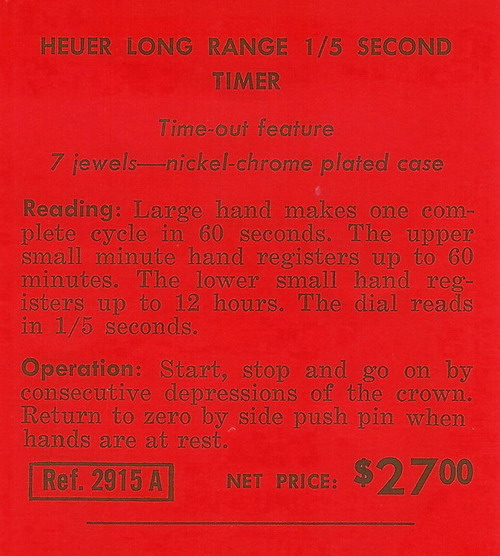 HEUER LONG RANGE 1/5 SECOND
TIMER
Time-out feature
7 jewels—nickel-chrome plated case
Reading: Large hand makes one com-
plete cycle in 60 seconds. The upper
small minute hand registers up to 60
minutes. The lower small hand reg-
isters up to 12 hours. The dial reads
in 1/5 seconds.
Operation: Start, stop and go on by
consecutive depressions of the crown.
Return to zero by side push pin when
hands are at rest.
Ref. 2915 A NET PRICE: $2700